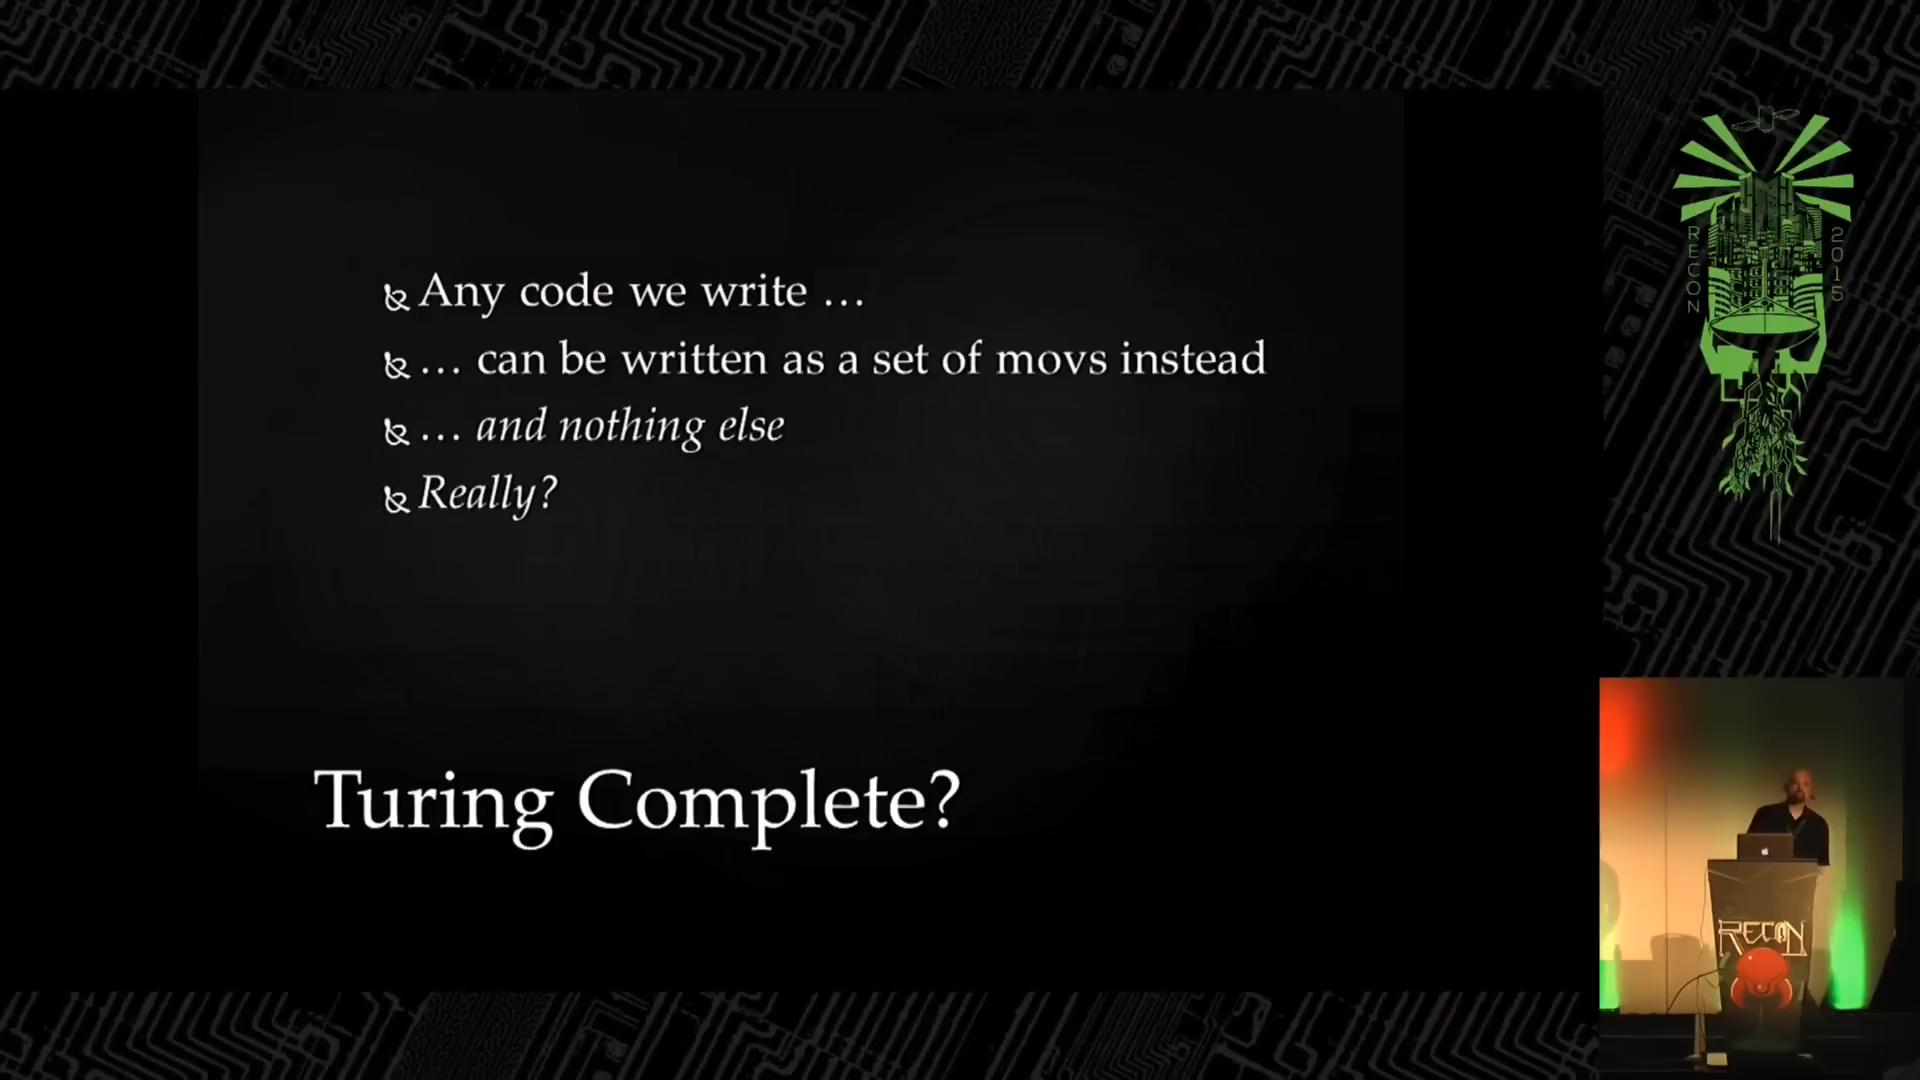 Any code we write …
… can be written as a set of movs instead
… and nothing else
Really?
Turing Complete?
RECON
2015
RECON